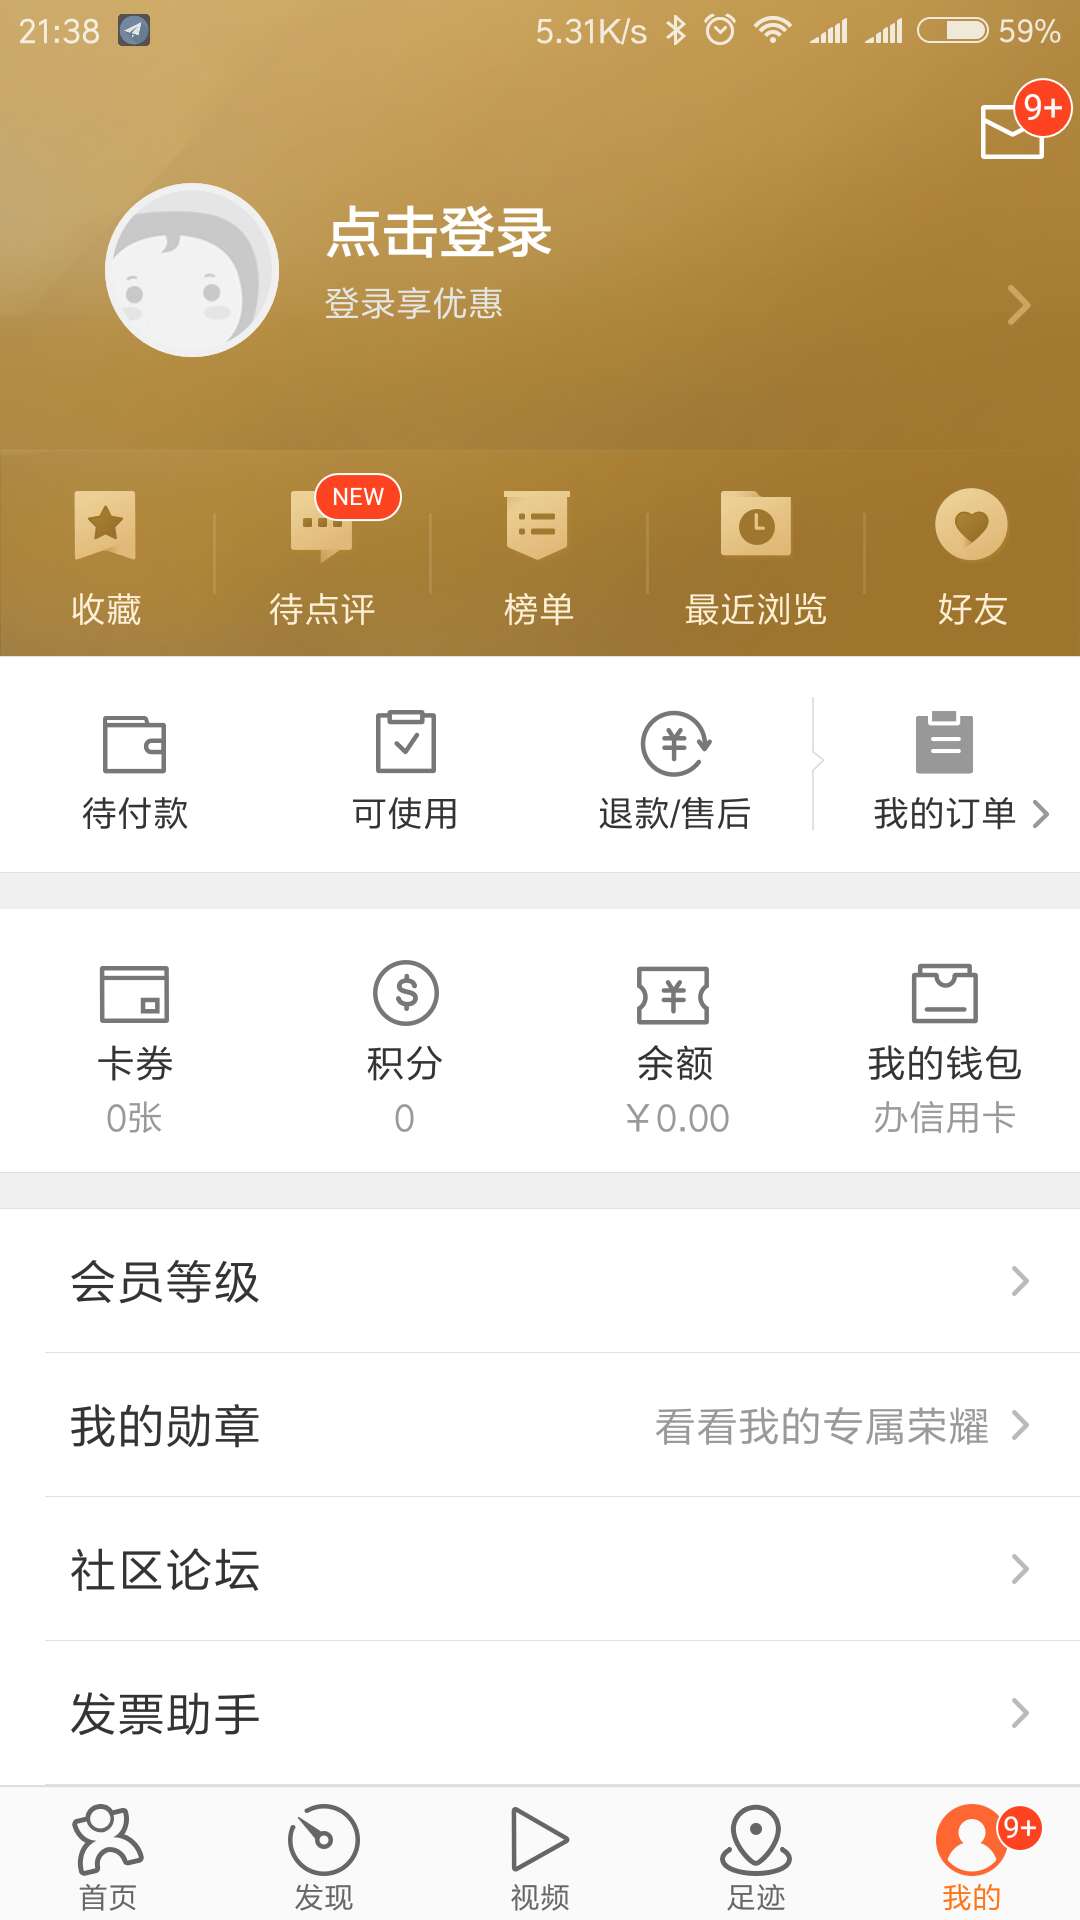 21:38 5.31K/s 59%
9+
点击登录
登录享优惠
NEW
收藏 待点评 榜单 最近浏览 好友
待付款 可使用 退款/售后 我的订单
卡券 积分 余额 我的钱包
0张 0 ￥0.00 办信用卡
会员等级
我的勋章 看看我的专属荣耀
社区论坛
发票助手
9+
首页 发现 视频 足迹 我的